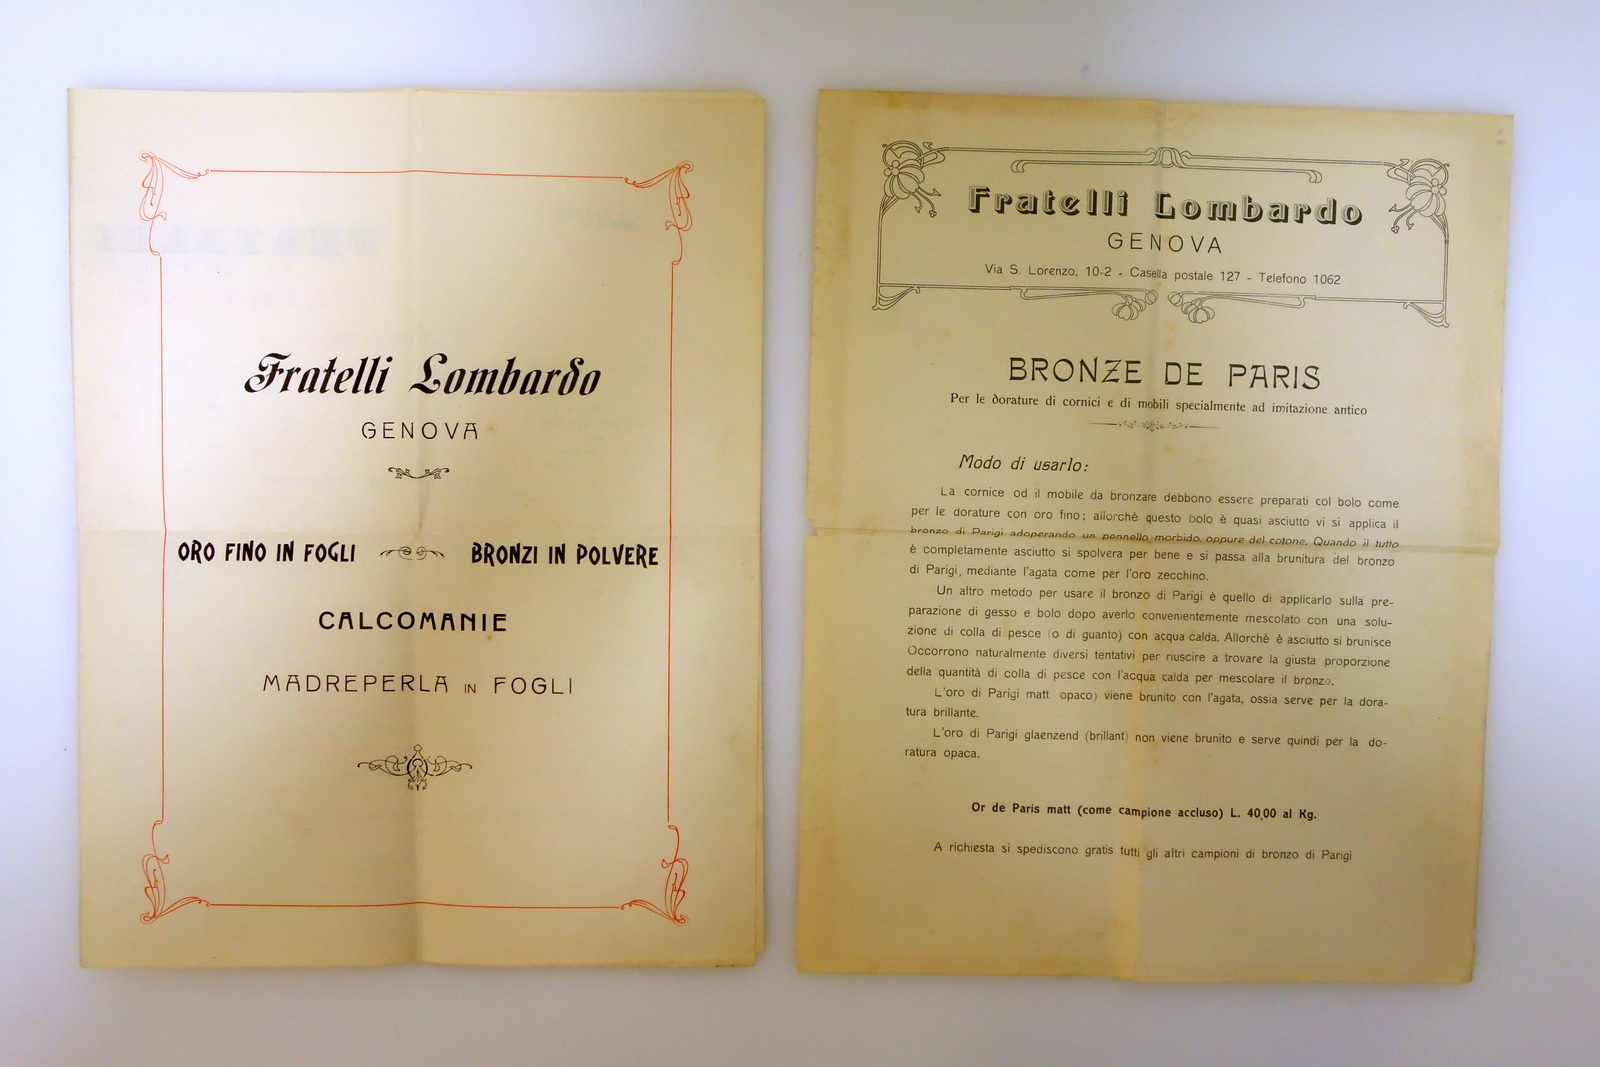 Fratelli Lombardo
GENOVA
ORO FINO IN FOGLI
BRONZI IN POLVERE
CALCOMANIE
MADREPERLA IN FOGLI
Fratelli Lombardo
GENOVA
Via S. Lorenzo, 10-2 - Casella postale 127 - Telefono 1062
BRONZE DE PARIS
Per le dorature di cornici e di mobili specialmente ad imitazione antico
Modo di usarlo:
La cornice od il mobile da bronzare debbono essere preparati col bolo come
per le dorature con oro fino; allorchè questo bolo è quasi asciutto vi si applica il
bronzo di Parigi adoperando un pennello morbido, oppure del cotone. Quando il tutto
è completamente asciutto si spolvera per bene e si passa alla brunitura del bronzo
di Parigi, mediante l'agata come per l'oro zecchino.
Un altro metodo per usare il bronzo di Parigi è quello di applicarlo sulla pre-
parazione di gesso e bolo dopo averlo convenientemente mescolato con una solu-
zione di colla di pesce (o di guanto) con acqua calda. Allorchè è asciutto si brunisce
Occorrono naturalmente diversi tentativi per riuscire a trovare la giusta proporzione
della quantità di colla di pesce con l'acqua calda per mescolare il bronzo.
L'oro di Parigi matt opaco) viene brunito con l'agata, ossia serve per la dora-
tura brillante.
L'oro di Parigi glaenzend (brillant) non viene brunito e serve quindi per la do-
ratura opaca.
Or de Paris matt (come campione accluso) L. 40,00 al Kg.
A richiesta si spediscono gratis tutti gli altri campioni di bronzo di Parigi